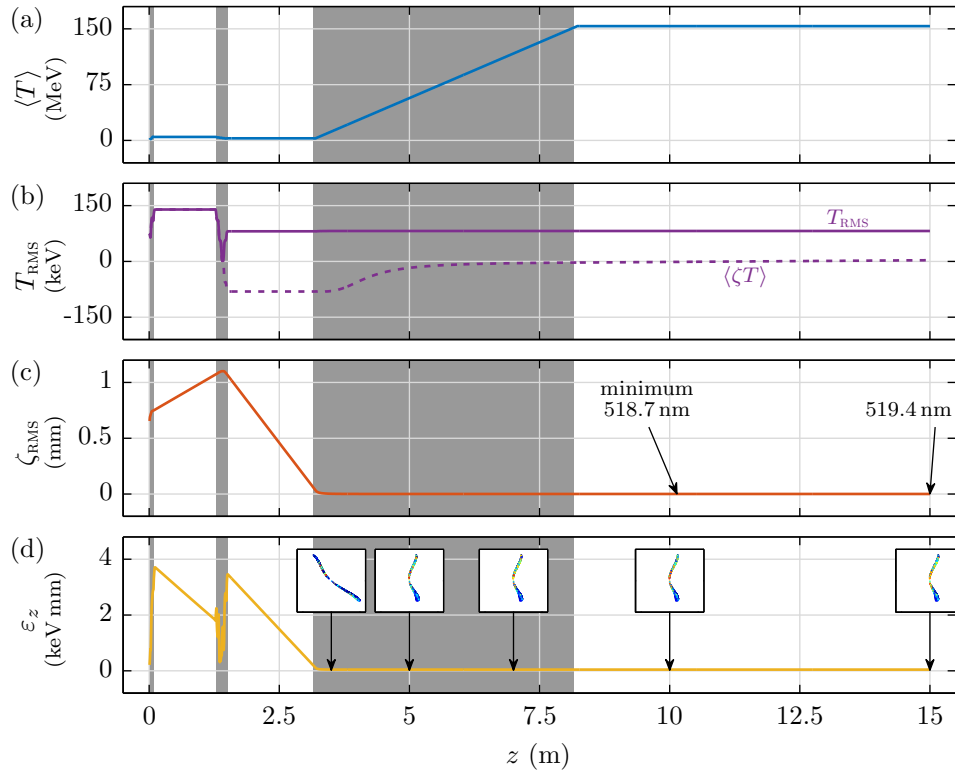 (a)
⟨T⟩
(MeV)
150
75
0
(b)
T_RMS
(keV)
150
0
-150
T_RMS
⟨ζT⟩
(c)
ζ_RMS
(mm)
1
0.5
0
minimum
518.7 nm
519.4 nm
(d)
ε_z
(keV mm)
4
2
0
0 2.5 5 7.5 10 12.5 15
z (m)